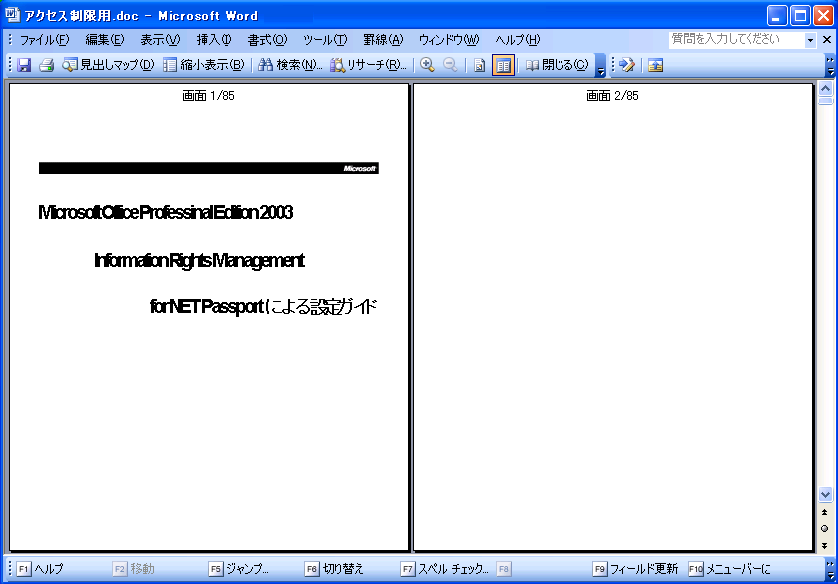 アクセス制限用.doc - Microsoft Word
ファイル(F) 編集(E) 表示(V) 挿入(I) 書式(O) ツール(T) 罫線(A) ウィンドウ(W) ヘルプ(H) 質問を入力してください
見出しマップ(D) 縮小表示(B) 検索(N)... リサーチ(R)... 閉じる(C)
画面 1/85 画面 2/85
Microsoft
Microsoft Office Professinal Edition 2003
Information Rights Management
for NET Passport による設定ガイド
F1 ヘルプ F2 移動 F5 ジャンプ... F6 切り替え F7 スペル チェック... F8 F9 フィールド更新 F10 メニューバーに